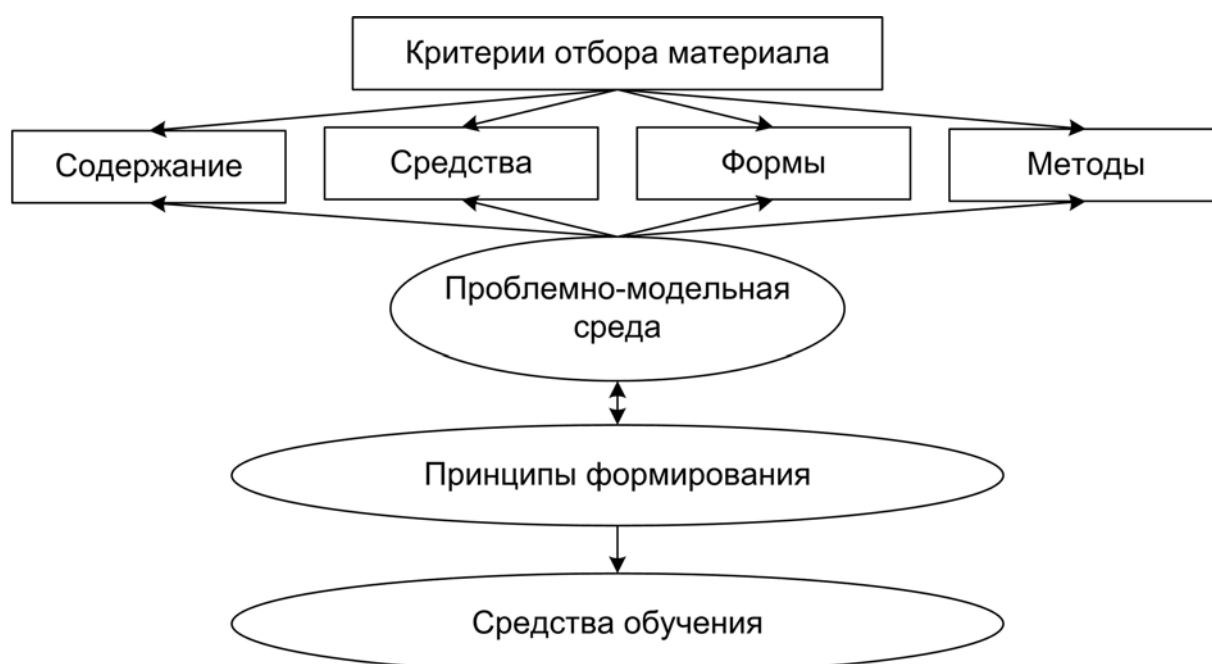 Критерии отбора материала
Содержание
Средства
Формы
Методы
Проблемно-модельная
среда
Принципы формирования
Средства обучения